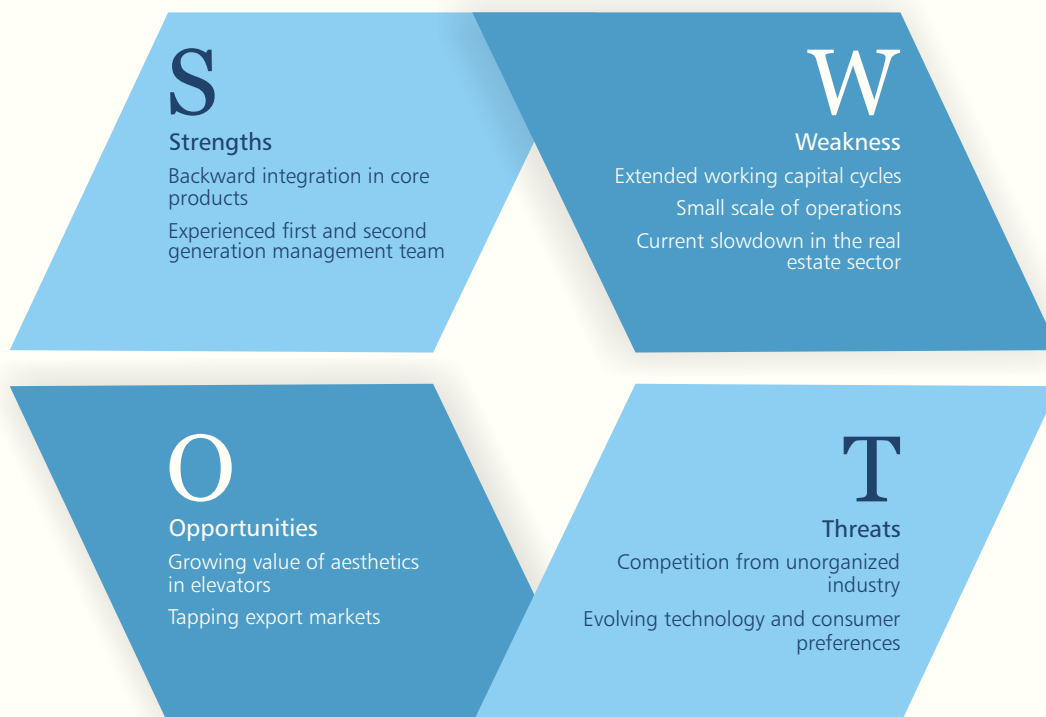 S
Strengths
Backward integration in core
products
Experienced first and second
generation management team
W
Weakness
Extended working capital cycles
Small scale of operations
Current slowdown in the real
estate sector
O
Opportunities
Growing value of aesthetics
in elevators
Tapping export markets
T
Threats
Competition from unorganized
industry
Evolving technology and consumer
preferences